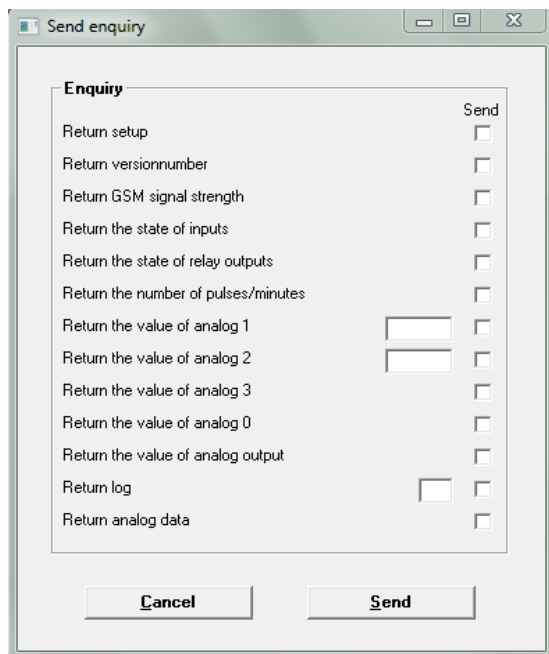 Send enquiry
Enquiry
Send
Return setup
Return versionnumber
Return GSM signal strength
Return the state of inputs
Return the state of relay outputs
Return the number of pulses/minutes
Return the value of analog 1
Return the value of analog 2
Return the value of analog 3
Return the value of analog 0
Return the value of analog output
Return log
Return analog data
Cancel Send